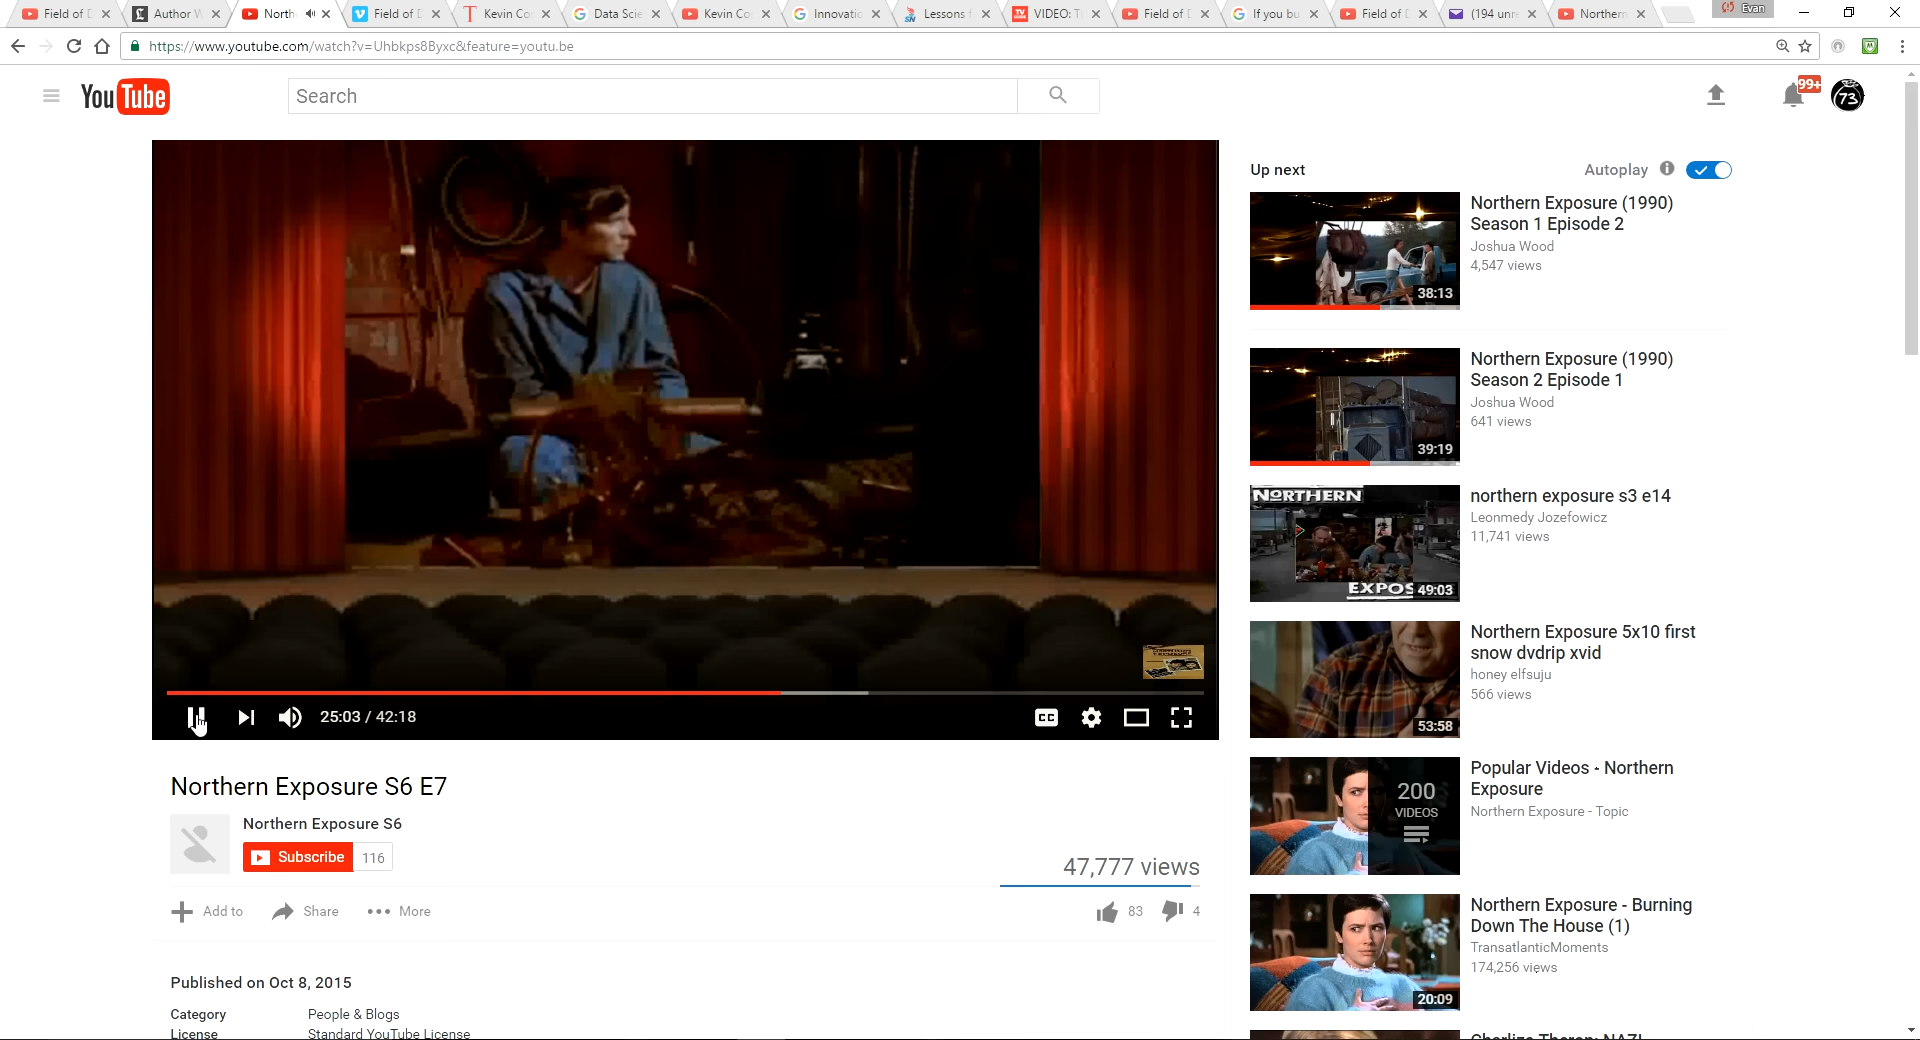 Field of D
Author W
North
Field of D
Kevin Co
Data Scie
Kevin Co
Innovatic
Lessons f
VIDEO: T
Field of D
If you bu
Field of D
(194 unre
Northern
Evan
https://www.youtube.com/watch?v=Uhbkps8Byxc&feature=youtu.be
YouTube
Search
99+
73
Up next
Autoplay
Northern Exposure (1990)
Season 1 Episode 2
Joshua Wood
4,547 views
38:13
Northern Exposure (1990)
Season 2 Episode 1
Joshua Wood
641 views
39:19
NORTHERN
EXPOS
northern exposure s3 e14
Leonmedy Jozefowicz
11,741 views
49:03
Northern Exposure 5x10 first
snow dvdrip xvid
honey elfsuju
566 views
53:58
200
VIDEOS
Popular Videos - Northern
Exposure
Northern Exposure - Topic
Northern Exposure - Burning
Down The House (1)
TransatlanticMoments
174,256 views
20:09
25:03 / 42:18
CC
Northern Exposure S6 E7
Northern Exposure S6
Subscribe 116
47,777 views
Add to Share More
83 4
Published on Oct 8, 2015
Category People & Blogs
License Standard YouTube License